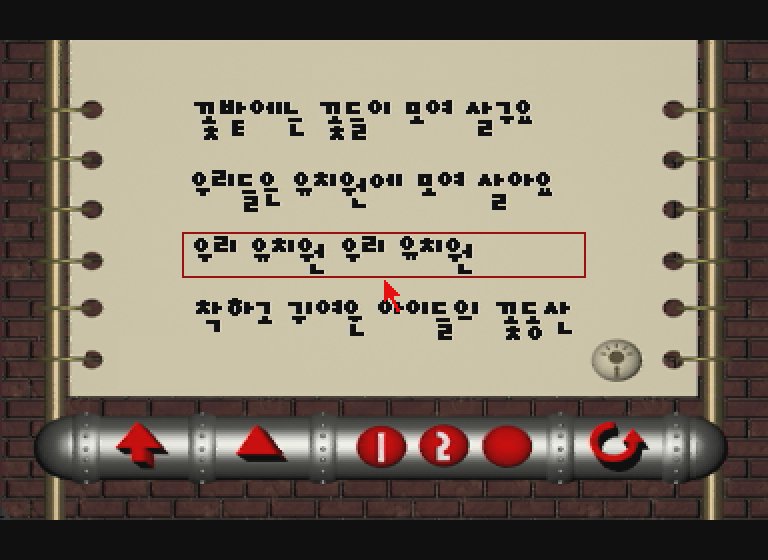 꽃밭에는 꽃들이 모여 살구요
우리들은 유치원에 모여 살아요
우리 유치원 우리 유치원
착하고 귀여운 아이들의 꽃동산
1 2